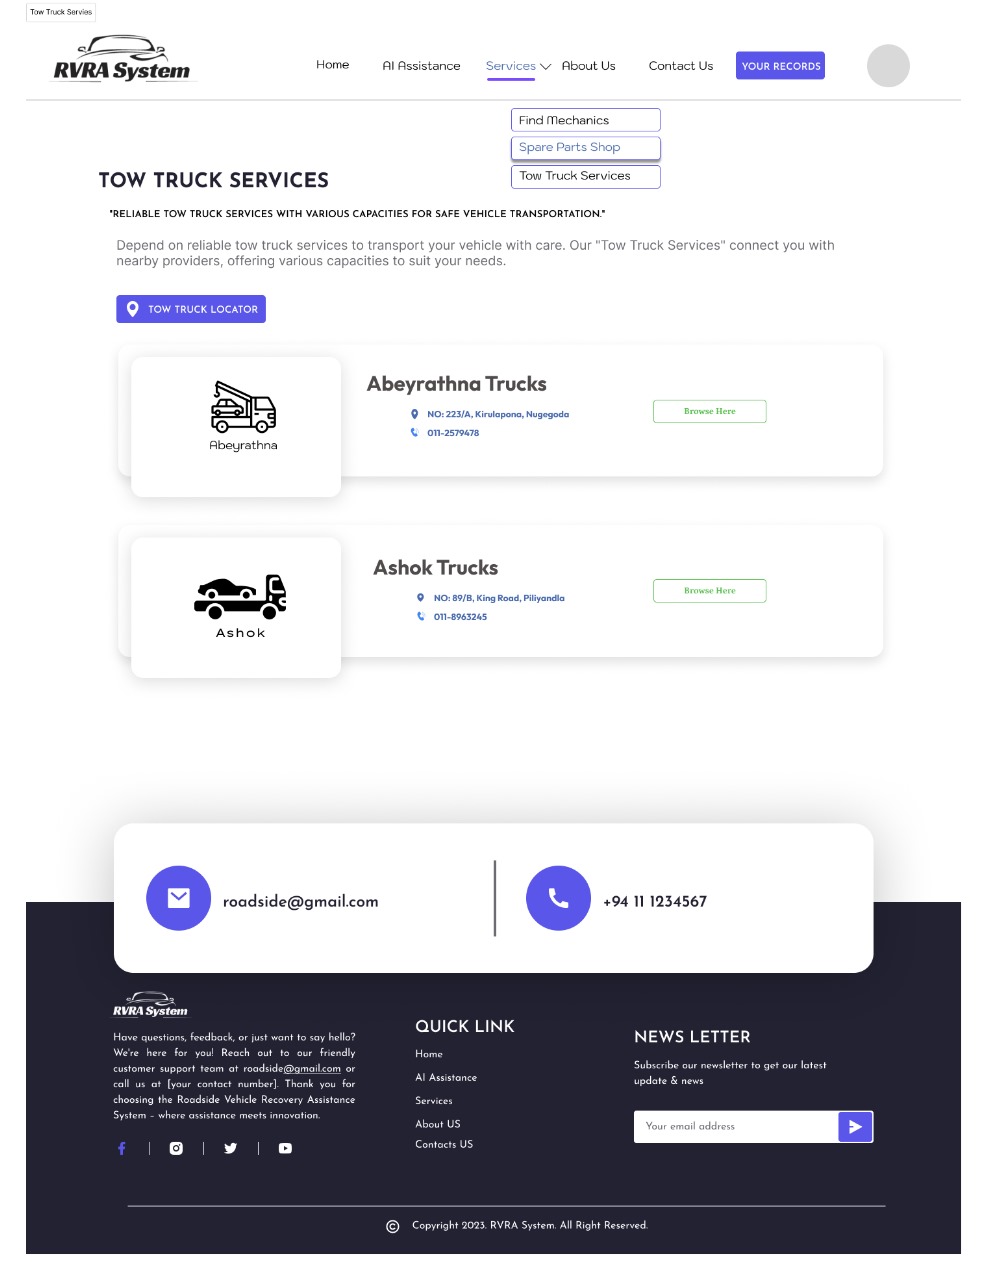 Tow Truck Servies
RVRA System
Home
AI Assistance
Services
About Us
Contact Us
YOUR RECORDS
Find Mechanics
Spare Parts Shop
Tow Truck Services
TOW TRUCK SERVICES
"RELIABLE TOW TRUCK SERVICES WITH VARIOUS CAPACITIES FOR SAFE VEHICLE TRANSPORTATION."
Depend on reliable tow truck services to transport your vehicle with care. Our "Tow Truck Services" connect you with
nearby providers, offering various capacities to suit your needs.
TOW TRUCK LOCATOR
Abeyrathna
Abeyrathna Trucks
NO: 223/A, Kirulapona, Nugegoda
011-2579478
Browse Here
Ashok
Ashok Trucks
NO: 89/B, King Road, Piliyandla
011-8963245
Browse Here
roadside@gmail.com
+94 11 1234567
RVRA System
Have questions, feedback, or just want to say hello?
We're here for you! Reach out to our friendly
customer support team at roadside@gmail.com or
call us at [your contact number]. Thank you for
choosing the Roadside Vehicle Recovery Assistance
System – where assistance meets innovation.
QUICK LINK
Home
AI Assistance
Services
About US
Contacts US
NEWS LETTER
Subscribe our newsletter to get our latest
update & news
Your email address
© Copyright 2023. RVRA System. All Right Reserved.